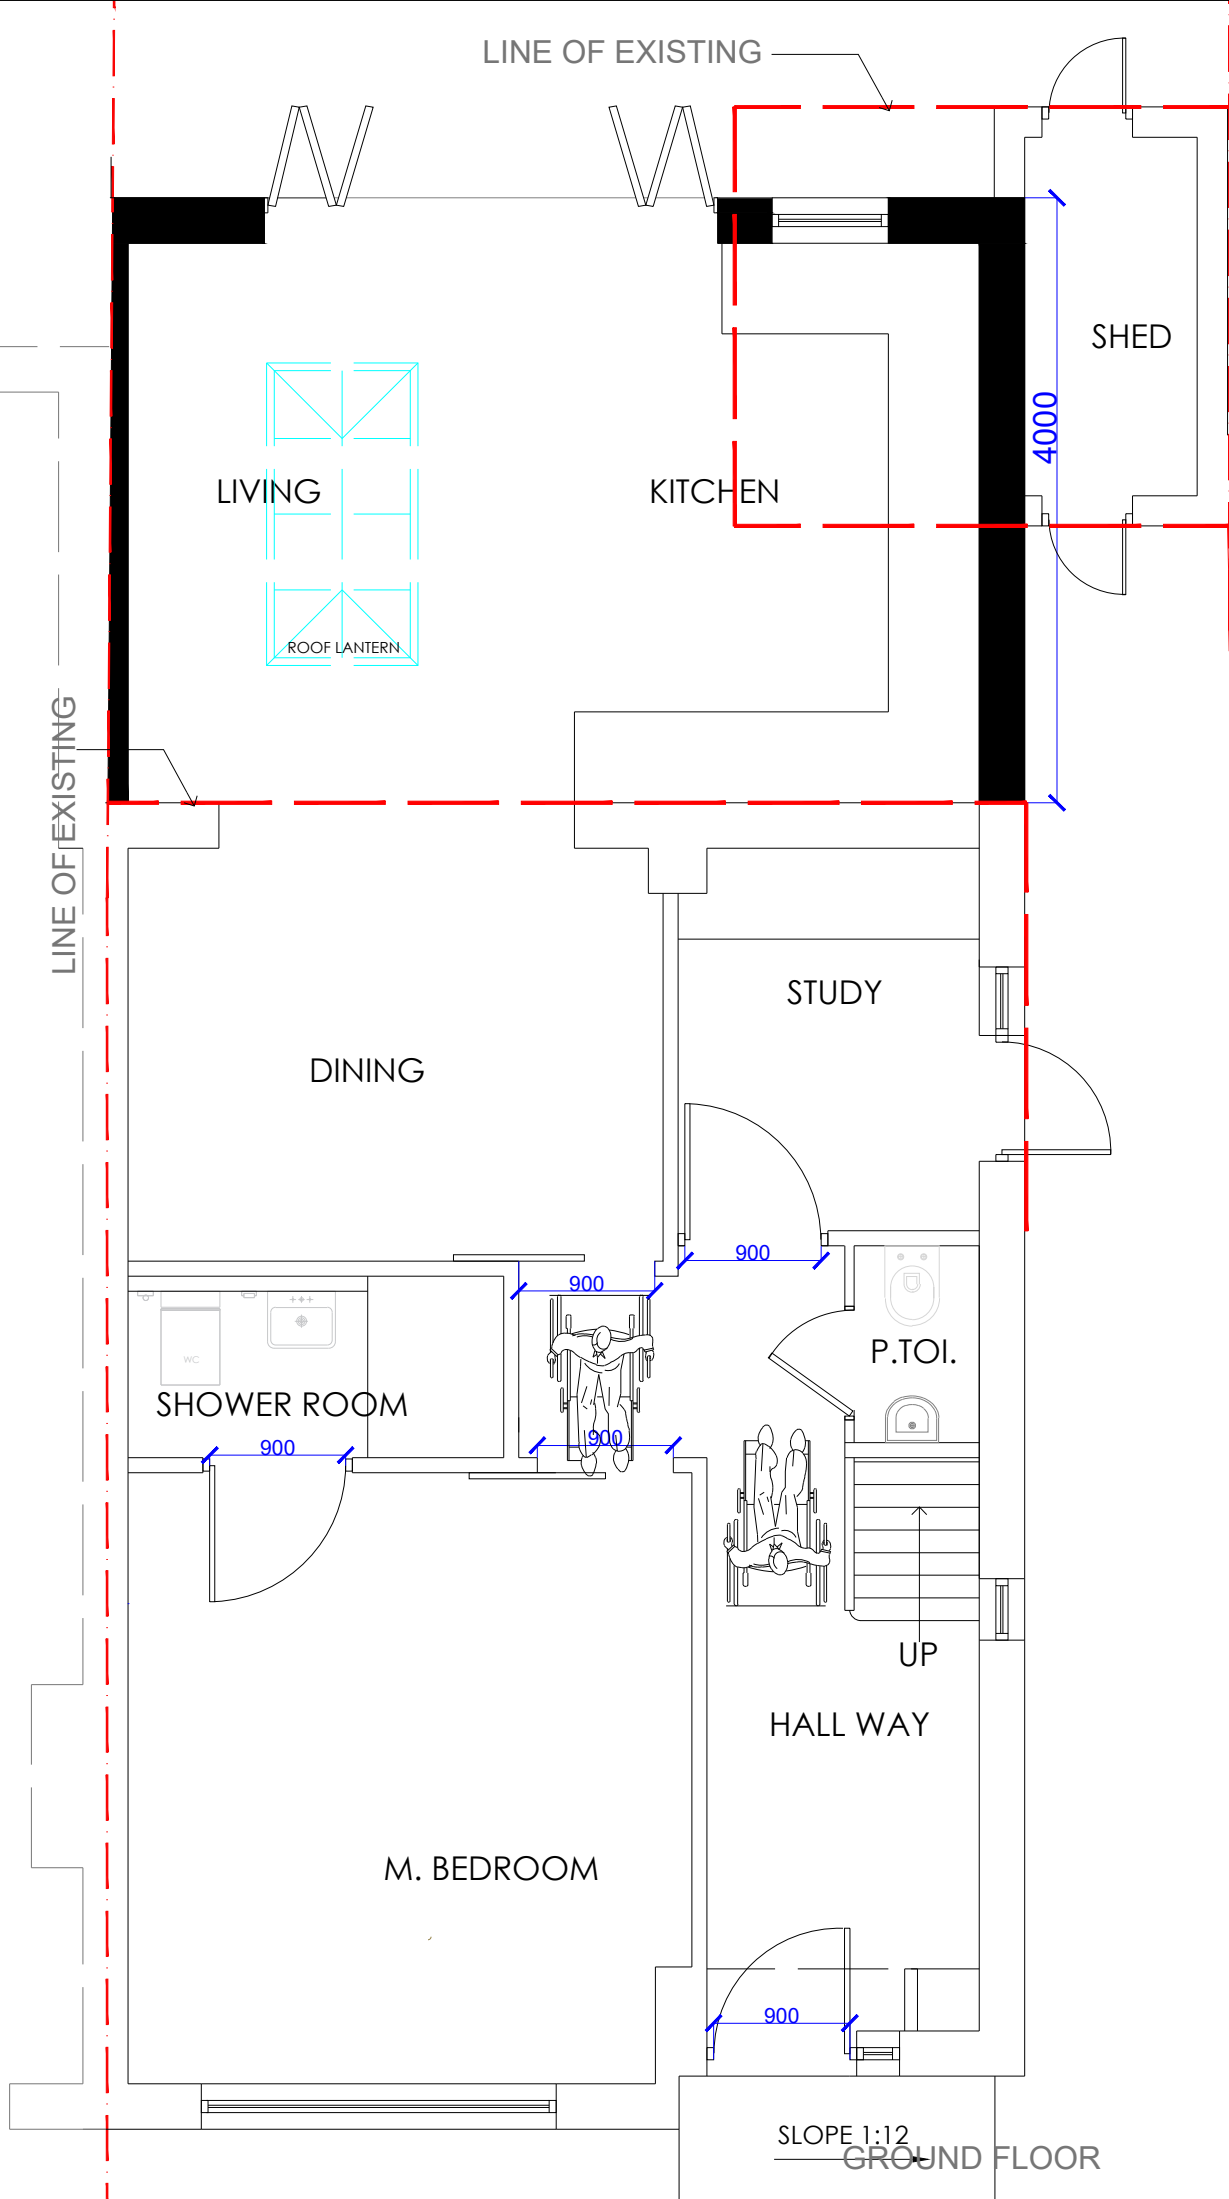 LINE OF EXISTING
SHED
4000
LIVING
KITCHEN
ROOF LANTERN
LINE OF EXISTING
STUDY
DINING
900
900
P.TOI.
WC
SHOWER ROOM
900
900
UP
HALL WAY
M. BEDROOM
900
SLOPE 1:12
GROUND FLOOR